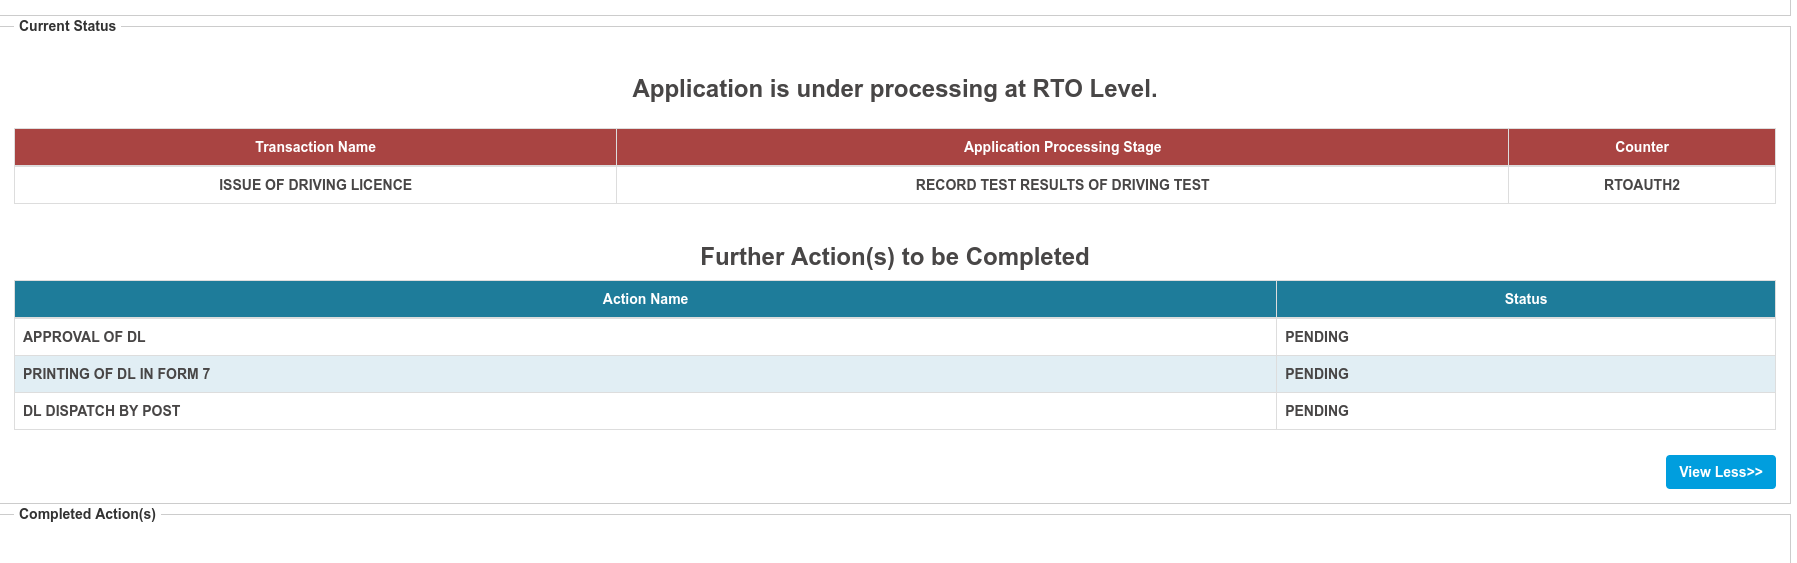 Current Status
Application is under processing at RTO Level.
Transaction Name Application Processing Stage Counter
ISSUE OF DRIVING LICENCE RECORD TEST RESULTS OF DRIVING TEST RTOAUTH2
Further Action(s) to be Completed
Action Name Status
APPROVAL OF DL PENDING
PRINTING OF DL IN FORM 7 PENDING
DL DISPATCH BY POST PENDING
View Less>>
Completed Action(s)